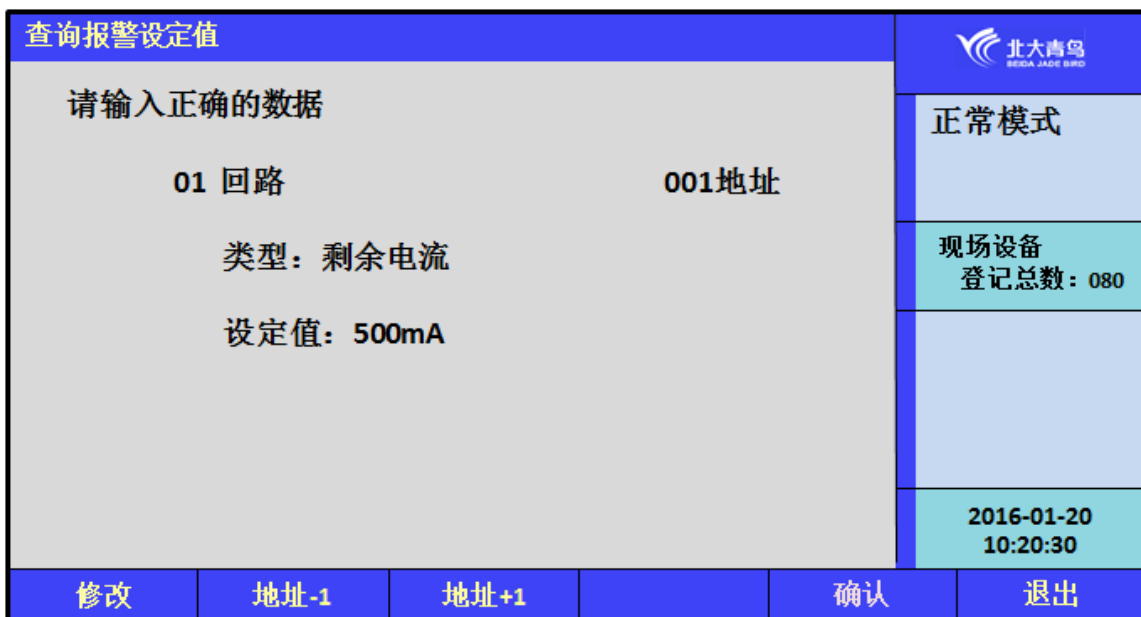 查询报警设定值
北大青鸟
BEIDA JADE BIRD
请输入正确的数据
01 回路 001地址
类型：剩余电流
设定值：500mA
正常模式
现场设备
登记总数：080
2016-01-20
10:20:30
修改 地址-1 地址+1 确认 退出